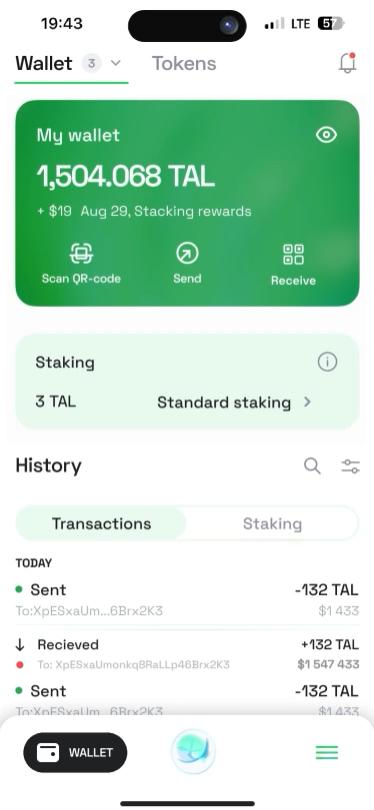 19:43
LTE 57
Wallet 3 Tokens
My wallet
1,504.068 TAL
+ $19 Aug 29, Stacking rewards
Scan QR-code Send Receive
Staking
3 TAL Standard staking
History
Transactions Staking
TODAY
Sent -132 TAL
To:XpESxaUm...6Brx2K3 $1 433
Recieved +132 TAL
To: XpESxaUmonkq8RaLLp46Brx2K3 $1 547 433
Sent -132 TAL
To:XpESxaUm...6Brx2K3 $1 433
WALLET